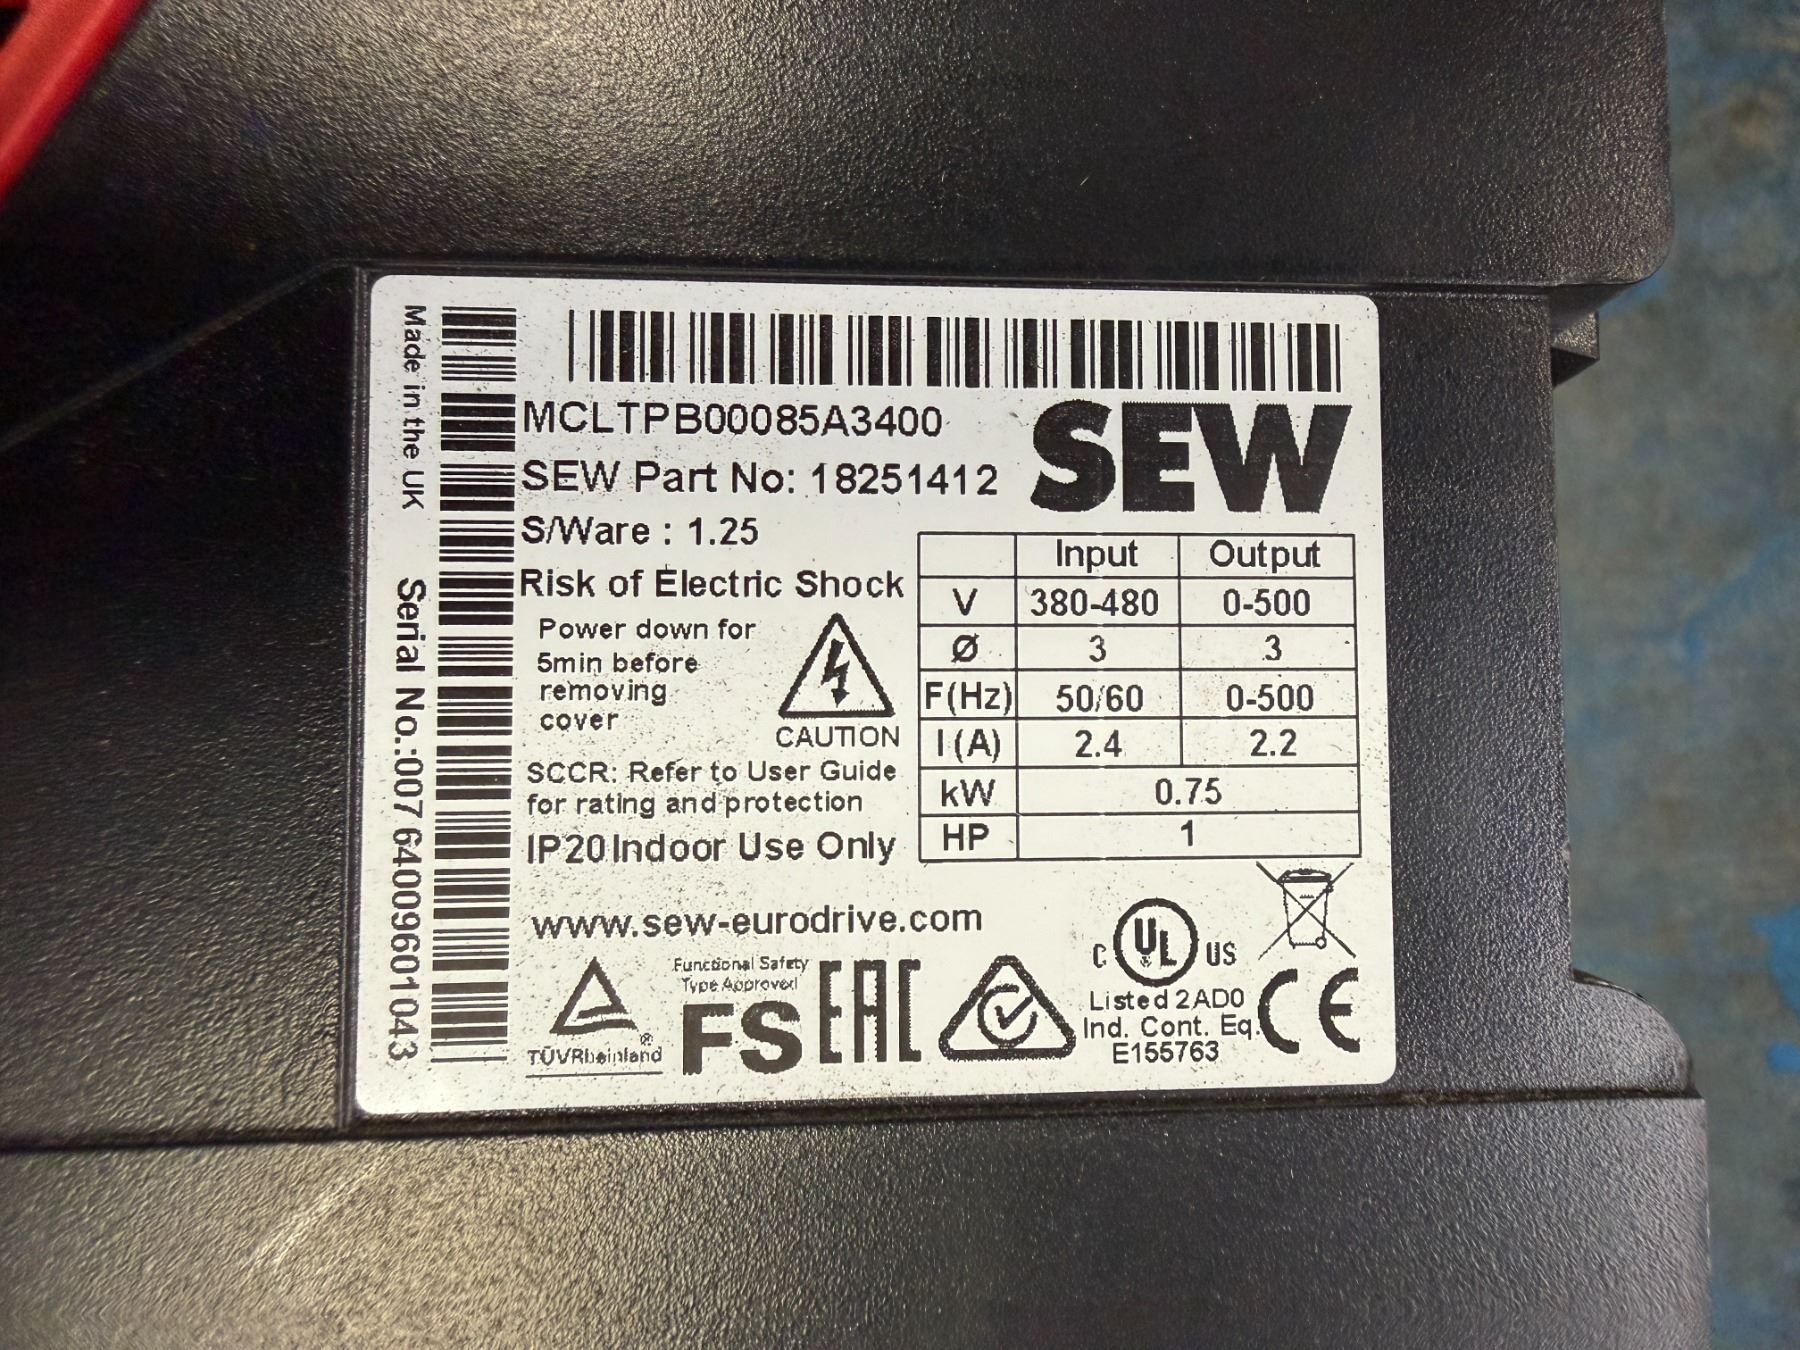 Made in the UK
Serial No.:007 64009601043
MCLTPB00085A3400
SEW Part No: 18251412
SEW
S/Ware : 1.25
Risk of Electric Shock
Power down for
5min before
removing
cover
CAUTION
SCCR: Refer to User Guide
for rating and protection
IP20 Indoor Use Only
Input Output
V 380-480 0-500
Ø 3 3
F(Hz) 50/60 0-500
I (A) 2.4 2.2
kW 0.75
HP 1
www.sew-eurodrive.com
TÜVRheinland ®
Functional Safety
Type Approved
FS
EAC
C UL US
Listed 2AD0
Ind. Cont. Eq.
E155763
CE